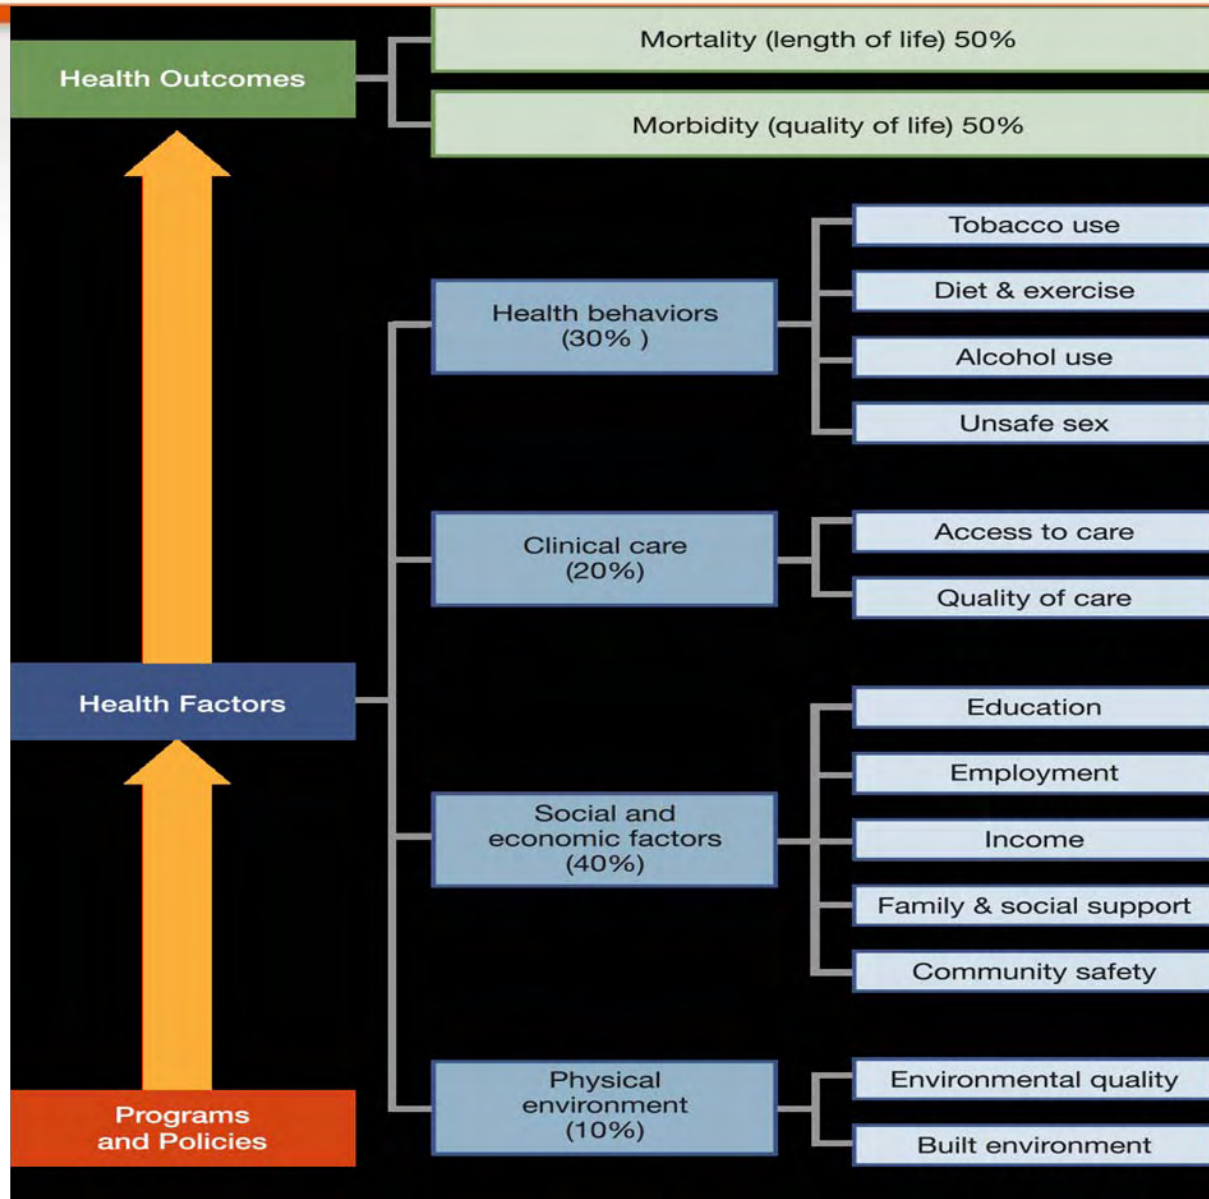 Health Outcomes
Mortality (length of life) 50%
Morbidity (quality of life) 50%
Health Factors
Health behaviors
(30% )
Tobacco use
Diet & exercise
Alcohol use
Unsafe sex
Clinical care
(20%)
Access to care
Quality of care
Social and
economic factors
(40%)
Education
Employment
Income
Family & social support
Community safety
Physical
environment
(10%)
Environmental quality
Built environment
Programs
and Policies